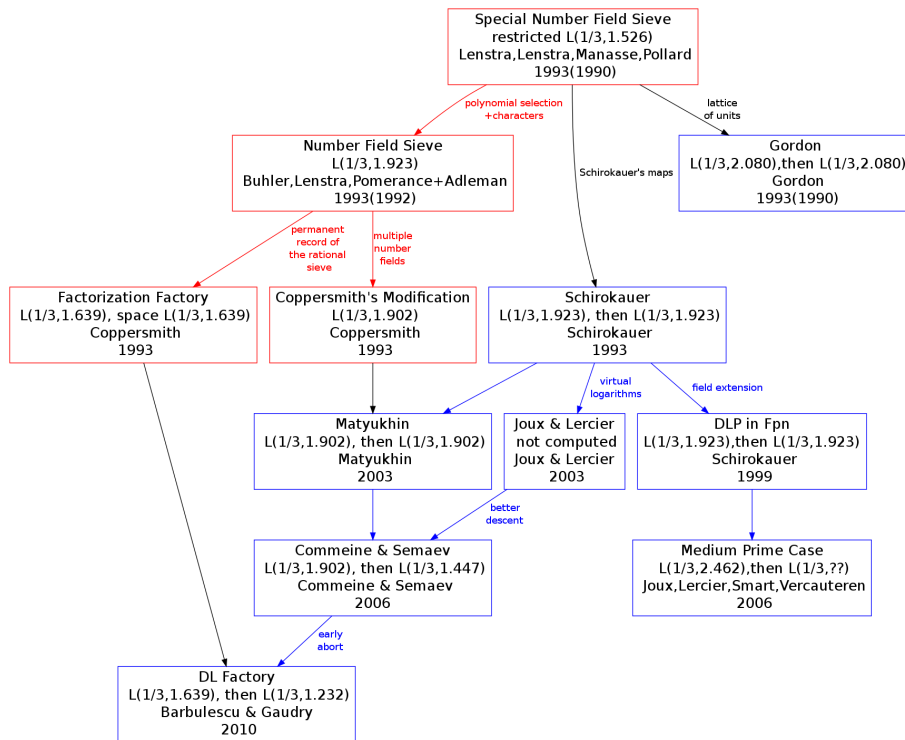 Special Number Field Sieve
restricted L(1/3,1.526)
Lenstra,Lenstra,Manasse,Pollard
1993(1990)
polynomial selection
+characters
lattice
of units
Number Field Sieve
L(1/3,1.923)
Buhler,Lenstra,Pomerance+Adleman
1993(1992)
Schirokauer's maps
Gordon
L(1/3,2.080),then L(1/3,2.080)
Gordon
1993(1990)
permanent
record of
the rational
sieve
multiple
number
fields
Factorization Factory
L(1/3,1.639), space L(1/3,1.639)
Coppersmith
1993
Coppersmith's Modification
L(1/3,1.902)
Coppersmith
1993
Schirokauer
L(1/3,1.923), then L(1/3,1.923)
Schirokauer
1993
virtual
logarithms
field extension
Matyukhin
L(1/3,1.902), then L(1/3,1.902)
Matyukhin
2003
Joux & Lercier
not computed
Joux & Lercier
2003
DLP in Fpn
L(1/3,1.923),then L(1/3,1.923)
Schirokauer
1999
better
descent
Commeine & Semaev
L(1/3,1.902), then L(1/3,1.447)
Commeine & Semaev
2006
Medium Prime Case
L(1/3,2.462),then L(1/3,??)
Joux,Lercier,Smart,Vercauteren
2006
early
abort
DL Factory
L(1/3,1.639), then L(1/3,1.232)
Barbulescu & Gaudry
2010